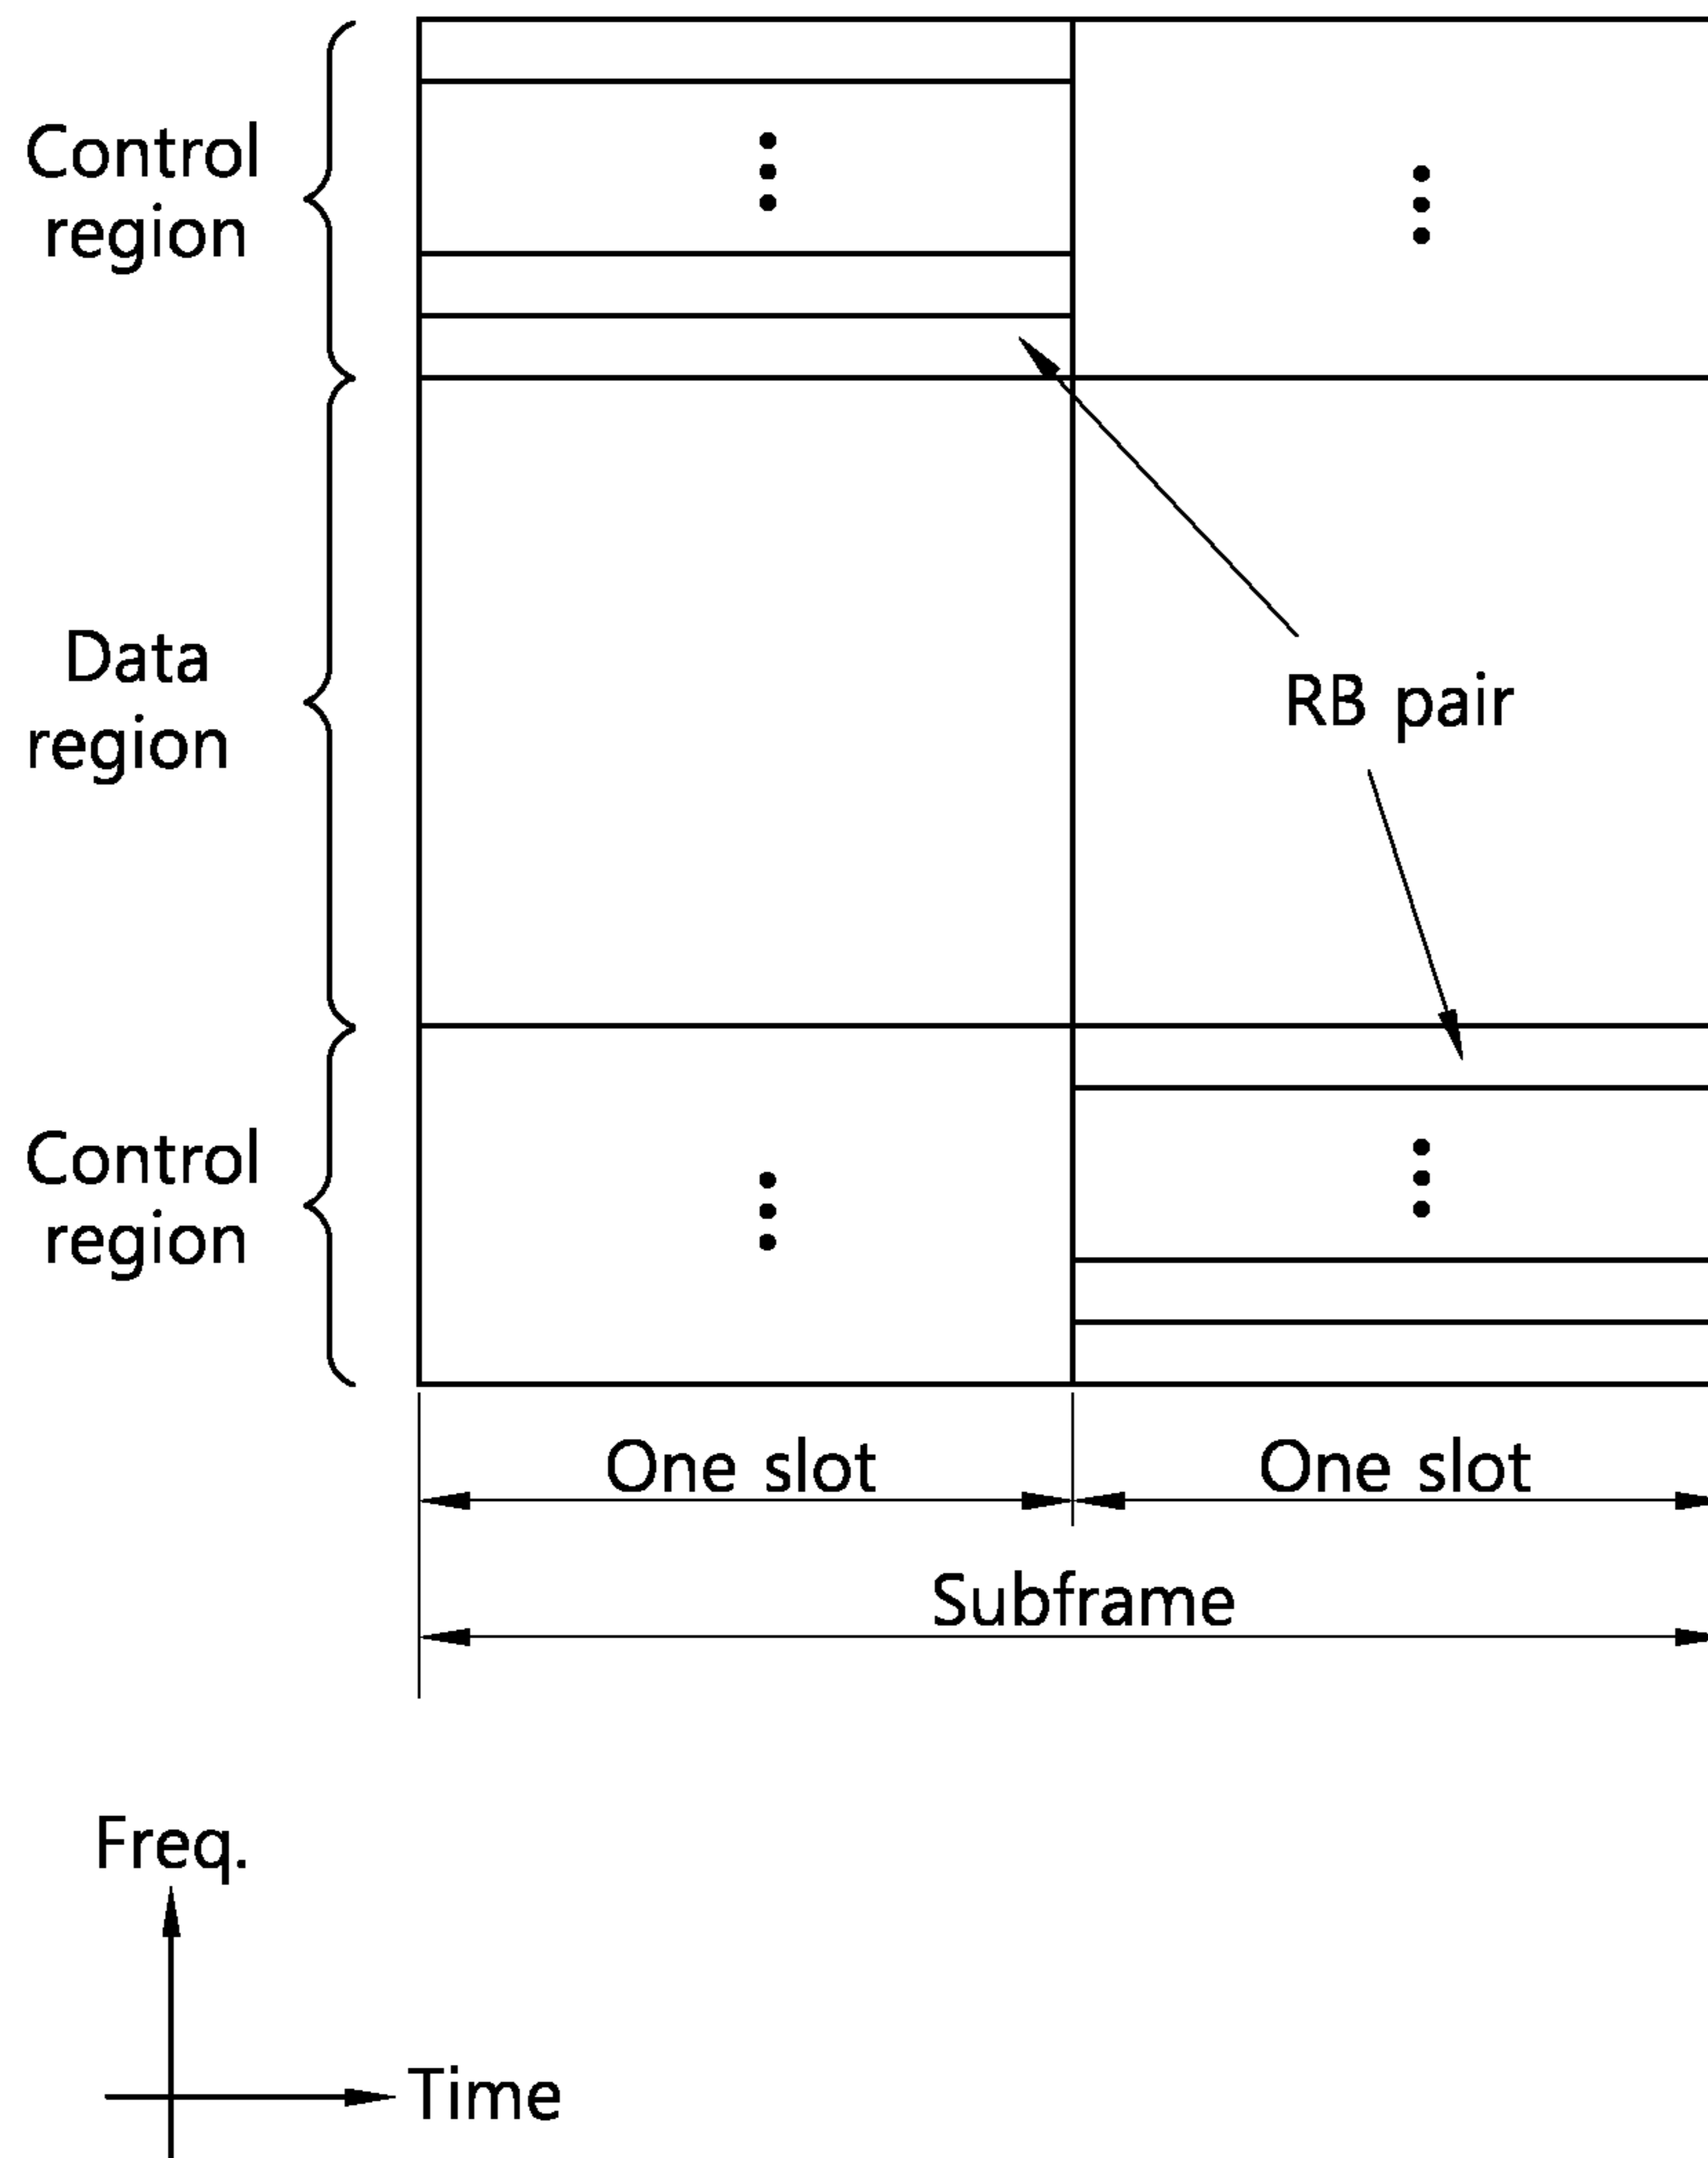 Control
region
Data
region
RB pair
Control
region
One slot
One slot
Subframe
Freq.
Time